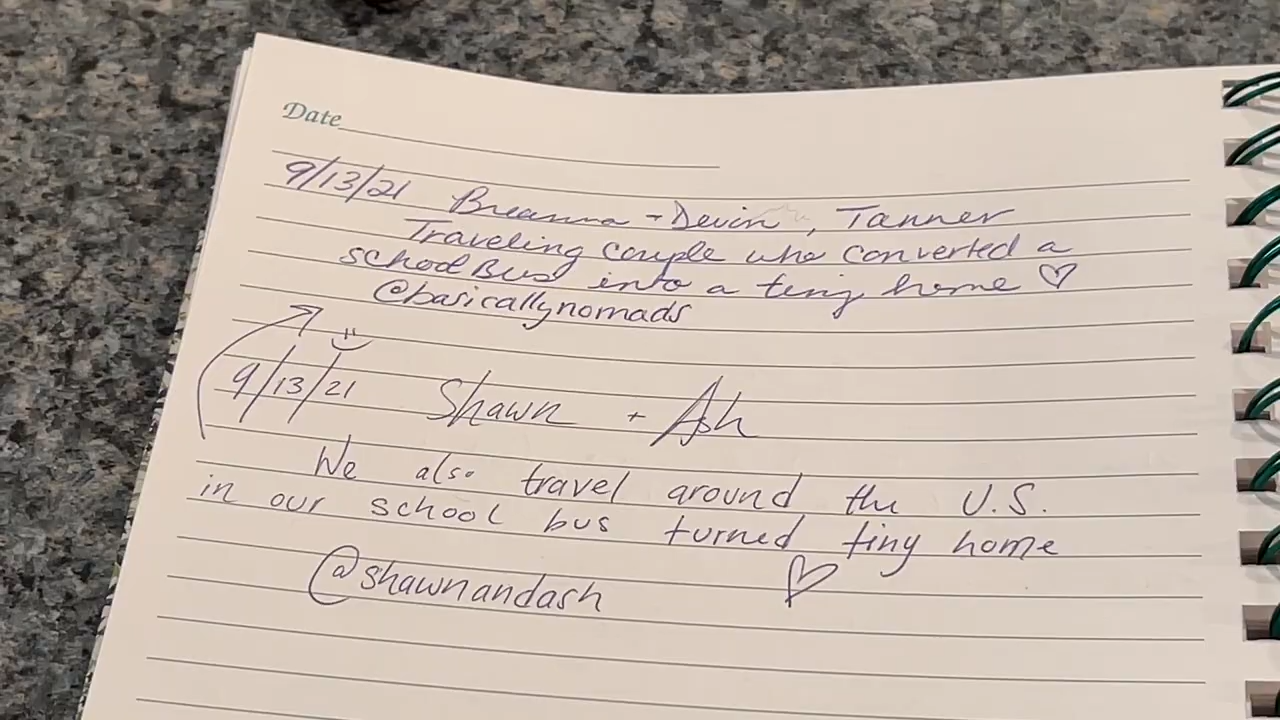 Date
9/13/21 Breanna + Devin, Tanner
Traveling couple who converted a
school Bus into a tiny home ♡
@basicallynomads
9/13/21 Shawn + Ash
We also travel around the U.S.
in our school bus turned tiny home
♡
@shawnandash